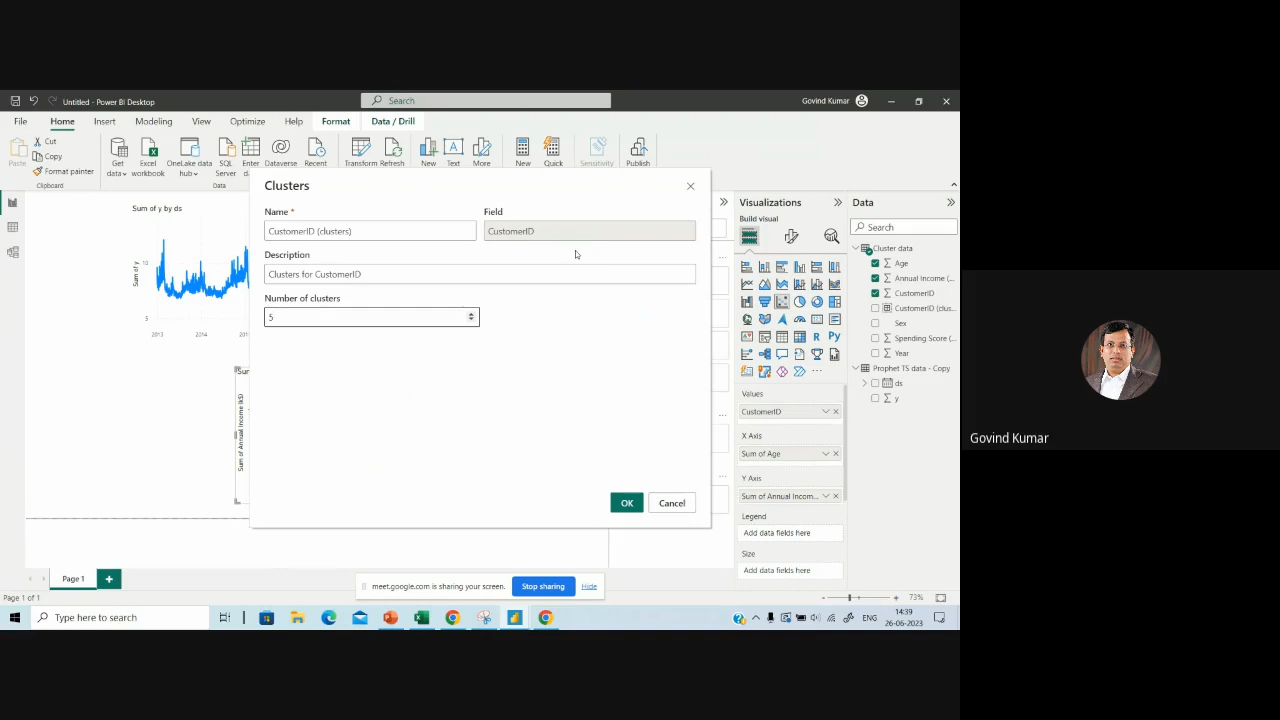 Untitled - Power BI Desktop
Search
Govind Kumar
File
Home
Insert
Modeling
View
Optimize
Help
Format
Data / Drill
Paste
Cut
Copy
Format painter
Clipboard
Get data
Excel workbook
OneLake data hub
SQL Server
Enter
Dataverse
Recent
Data
Transform
Refresh
New
Text
More
New
Quick
Sensitivity
Publish
Sum of y by ds
Sum of y
10
5
2013
2014
Sum of Annual Income (k$)
Clusters
Name *
Field
CustomerID (clusters)
CustomerID
Description
Clusters for CustomerID
Number of clusters
5
OK
Cancel
Visualizations
Build visual
Values
CustomerID
X Axis
Sum of Age
Y Axis
Sum of Annual Incom...
Legend
Add data fields here
Size
Add data fields here
Data
Search
Cluster data
Age
Annual Income (...
CustomerID
CustomerID (clus...
Sex
Spending Score (...
Year
Prophet TS data - Copy
ds
y
Page 1
Page 1 of 1
73%
meet.google.com is sharing your screen.
Stop sharing
Hide
Type here to search
ENG
14:39
26-06-2023
Govind Kumar